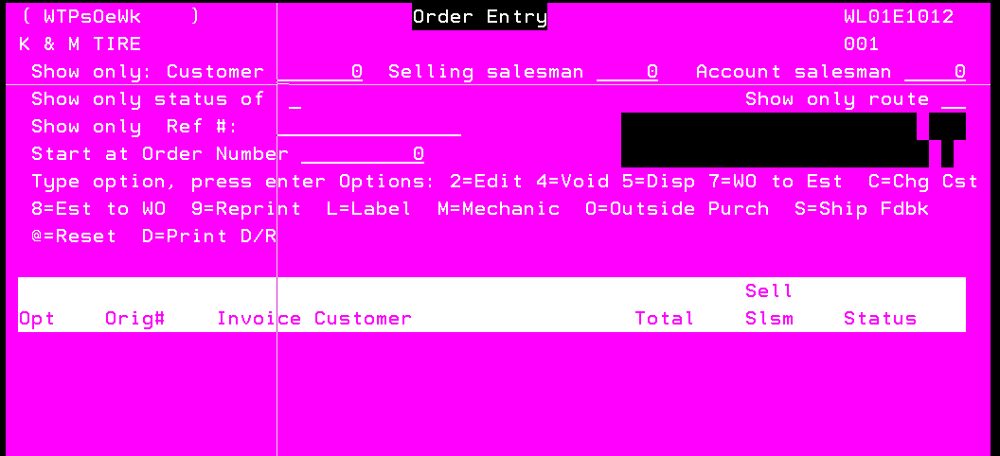 ( WTPsOeWk ) Order Entry WL01E1012
K & M TIRE 001
Show only: Customer 0 Selling salesman 0 Account salesman 0
Show only status of _ Show only route __
Show only Ref #:
Start at Order Number 0
Type option, press enter Options: 2=Edit 4=Void 5=Disp 7=WO to Est C=Chg Cst
8=Est to WO 9=Reprint L=Label M=Mechanic O=Outside Purch S=Ship Fdbk
@=Reset D=Print D/R
Sell
Opt Orig# Invoice Customer Total Slsm Status